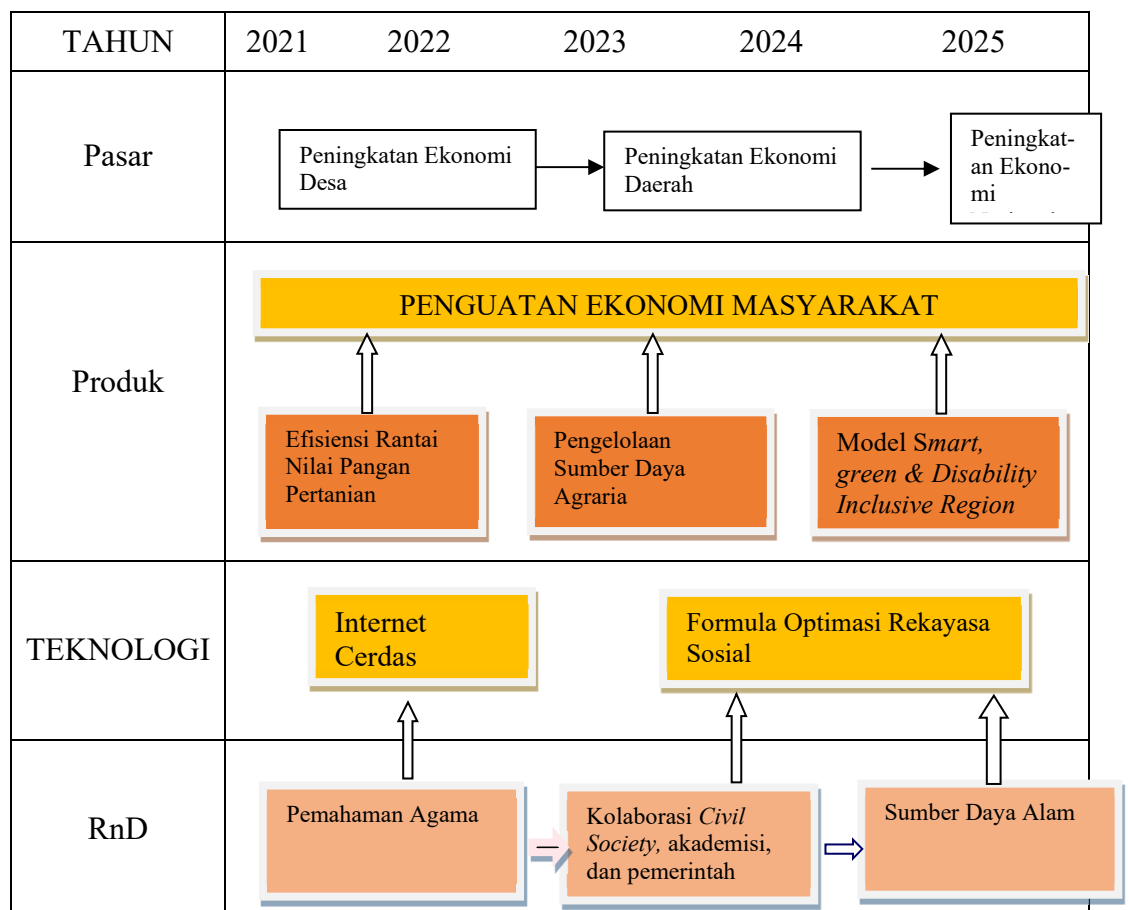 TAHUN 2021 2022 2023 2024 2025
Pasar
Peningkatan Ekonomi
Desa
Peningkatan Ekonomi
Daerah
Peningkat-
an Ekono-
mi
Produk
PENGUATAN EKONOMI MASYARAKAT
Efisiensi Rantai
Nilai Pangan
Pertanian
Pengelolaan
Sumber Daya
Agraria
Model Smart,
green & Disability
Inclusive Region
TEKNOLOGI
Internet
Cerdas
Formula Optimasi Rekayasa
Sosial
RnD
Pemahaman Agama
Kolaborasi Civil
Society, akademisi,
dan pemerintah
Sumber Daya Alam